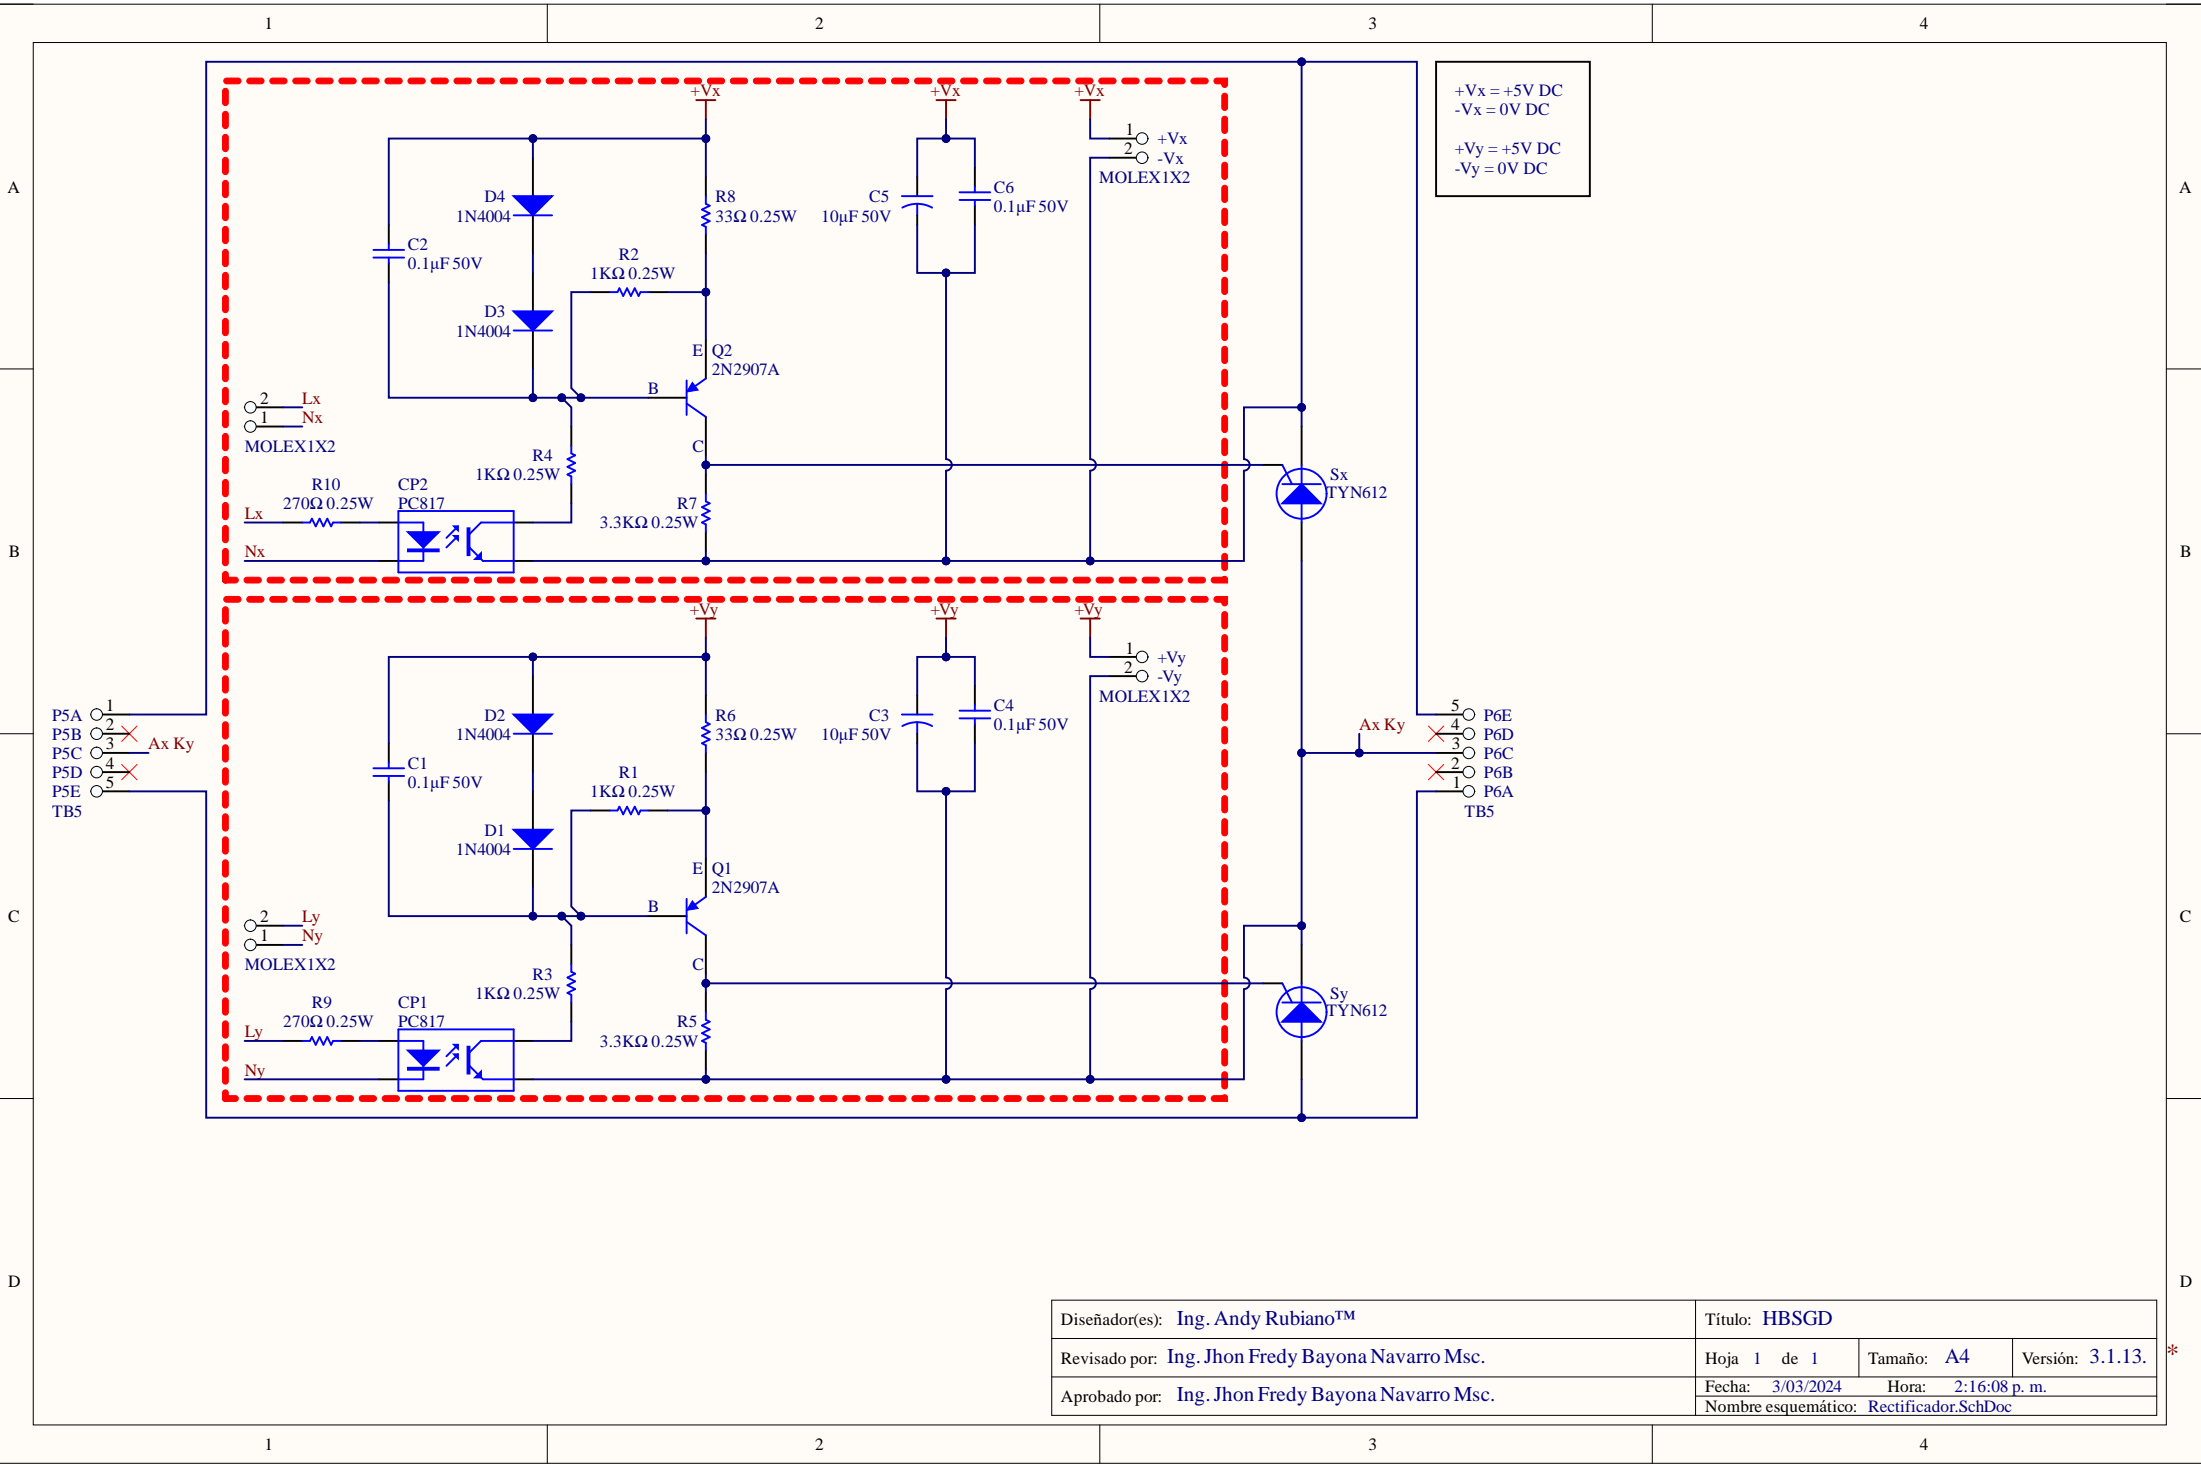 1 2 3 4
A
B
C
D
A
B
C
D
+Vx
+Vx
+Vx
+Vx = +5V DC
-Vx = 0V DC
+Vy = +5V DC
-Vy = 0V DC
1 +Vx
2 -Vx
MOLEX1X2
D4
1N4004
R8
33Ω 0.25W
C5
10µF 50V
C6
0.1µF 50V
C2
0.1µF 50V
R2
1KΩ 0.25W
D3
1N4004
E Q2
2N2907A
B
C
2 Lx
1 Nx
MOLEX1X2
R4
1KΩ 0.25W
R10
270Ω 0.25W
CP2
PC817
R7
3.3KΩ 0.25W
Lx
Nx
Sx
TYN612
+Vy
+Vy
+Vy
1 +Vy
2 -Vy
MOLEX1X2
P5A 1
P5B 2
P5C 3 Ax Ky
P5D 4
P5E 5
TB5
D2
1N4004
R6
33Ω 0.25W
C3
10µF 50V
C4
0.1µF 50V
C1
0.1µF 50V
R1
1KΩ 0.25W
D1
1N4004
E Q1
2N2907A
B
C
2 Ly
1 Ny
MOLEX1X2
R3
1KΩ 0.25W
R9
270Ω 0.25W
CP1
PC817
R5
3.3KΩ 0.25W
Ly
Ny
Sy
TYN612
Ax Ky
5 P6E
4 P6D
3 P6C
2 P6B
1 P6A
TB5
Diseñador(es): Ing. Andy Rubiano™
Revisado por: Ing. Jhon Fredy Bayona Navarro Msc.
Aprobado por: Ing. Jhon Fredy Bayona Navarro Msc.
Título: HBSGD
Hoja 1 de 1 Tamaño: A4 Versión: 3.1.13. *
Fecha: 3/03/2024 Hora: 2:16:08 p. m.
Nombre esquemático: Rectificador.SchDoc
1 2 3 4